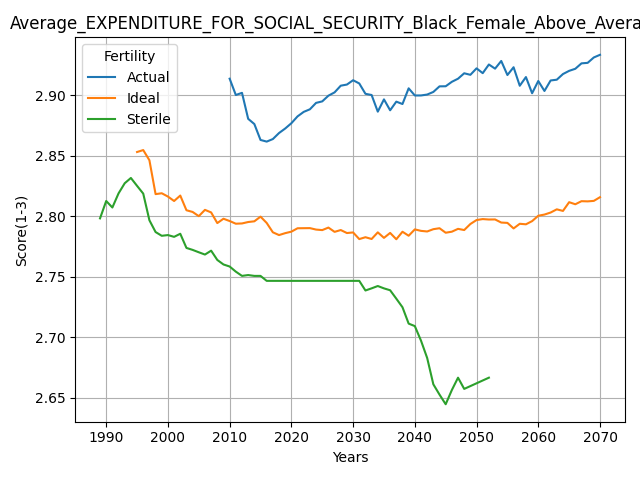 Average_EXPENDITURE_FOR_SOCIAL_SECURITY_Black_Female_Above_Avera
Fertility
Actual
Ideal
Sterile
Score(1-3)
2.90
2.85
2.80
2.75
2.70
2.65
1990 2000 2010 2020 2030 2040 2050 2060 2070
Years